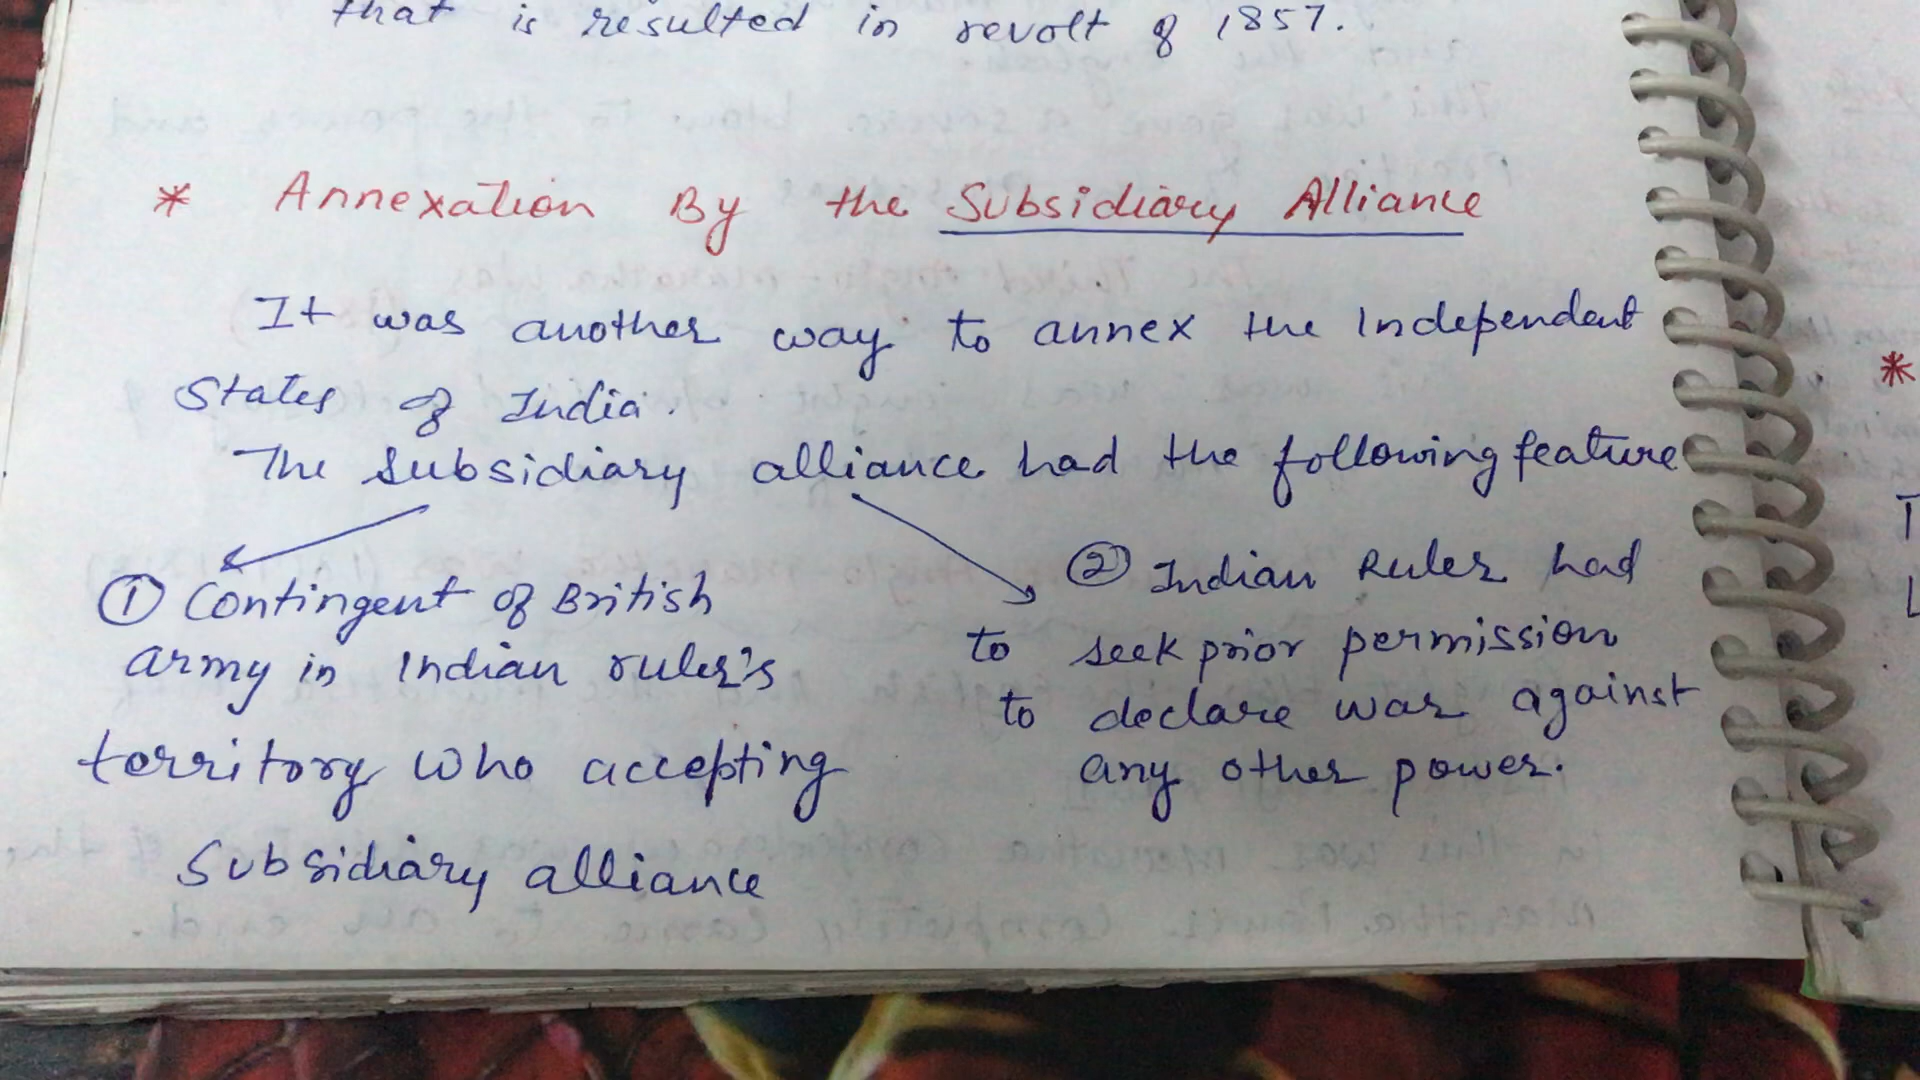 that is resulted in revolt of 1857.
* Annexation By the Subsidiary Alliance
It was another way to annex the Independent
States of India.
The Subsidiary alliance had the following feature
① Contingent of British
army in Indian ruler's
territory who accepting
Subsidiary alliance
② Indian Ruler had
to seek prior permission
to declare war against
any other power.
*